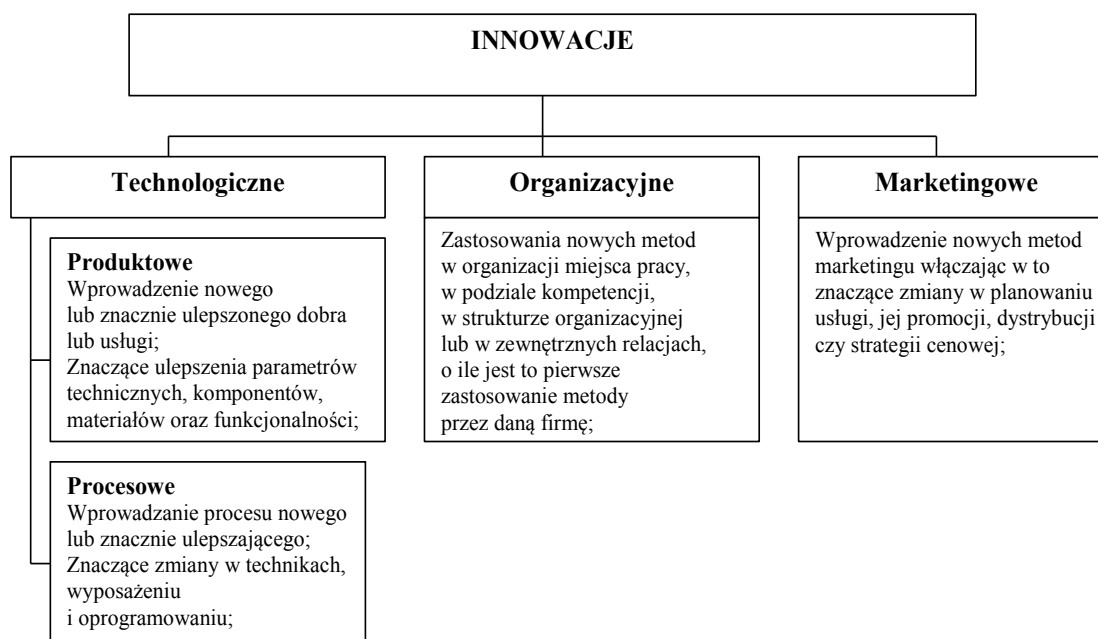 INNOWACJE
Technologiczne
Produktowe
Wprowadzenie nowego
lub znacznie ulepszonego dobra
lub usługi;
Znaczące ulepszenia parametrów
technicznych, komponentów,
materiałów oraz funkcjonalności;
Procesowe
Wprowadzanie procesu nowego
lub znacznie ulepszającego;
Znaczące zmiany w technikach,
wyposażeniu
i oprogramowaniu;
Organizacyjne
Zastosowania nowych metod
w organizacji miejsca pracy,
w podziale kompetencji,
w strukturze organizacyjnej
lub w zewnętrznych relacjach,
o ile jest to pierwsze
zastosowanie metody
przez daną firmę;
Marketingowe
Wprowadzenie nowych metod
marketingu włączając w to
znaczące zmiany w planowaniu
usługi, jej promocji, dystrybucji
czy strategii cenowej;